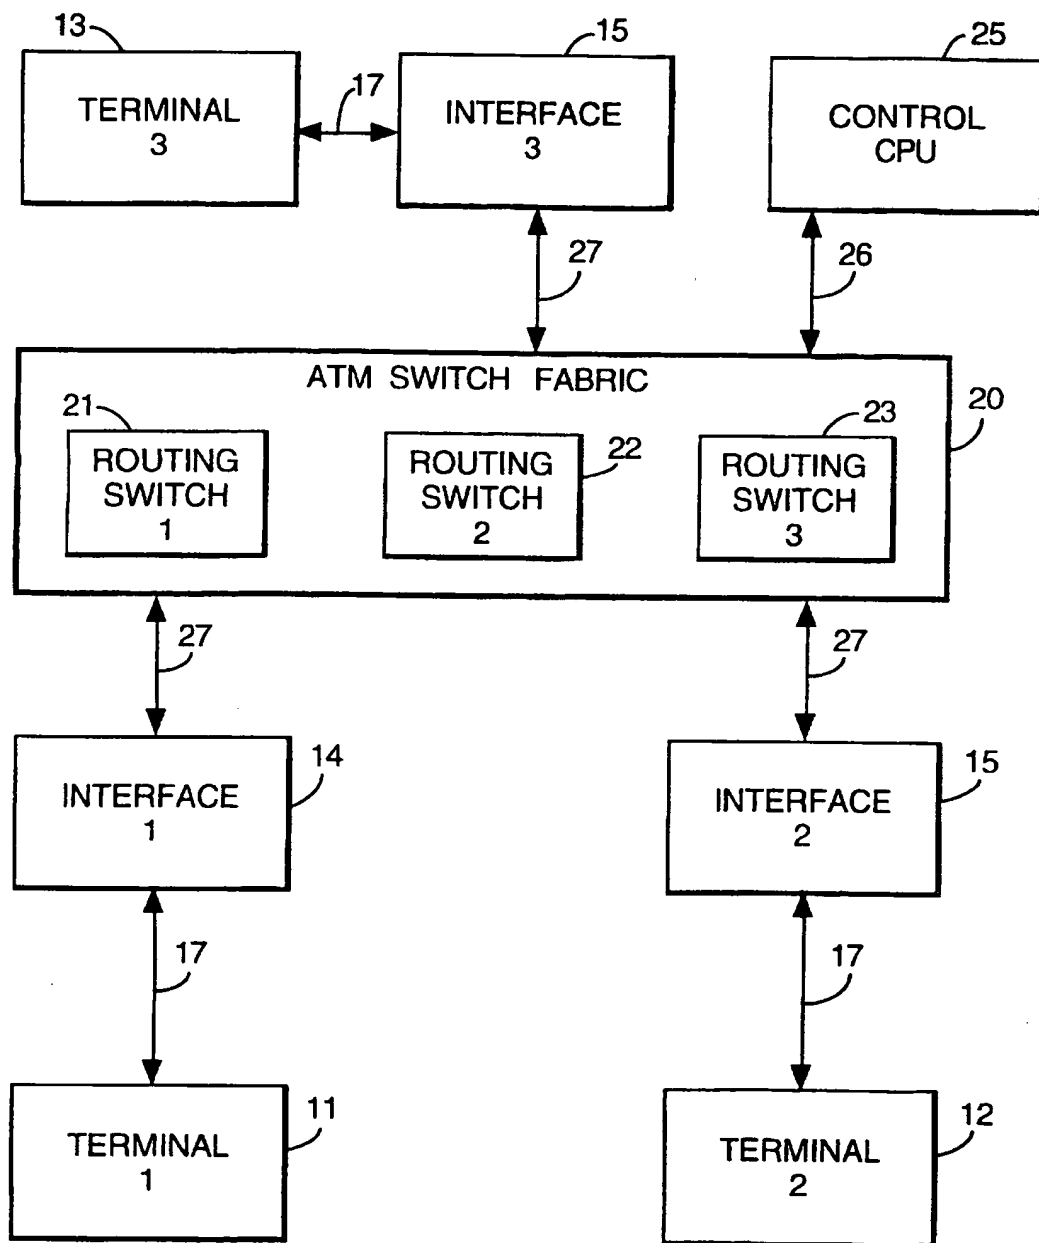 13
15
25
TERMINAL
3
17
INTERFACE
3
CONTROL
CPU
27
26
ATM SWITCH FABRIC
20
21
ROUTING
SWITCH
1
22
ROUTING
SWITCH
2
23
ROUTING
SWITCH
3
27
27
INTERFACE
1
14
INTERFACE
2
15
17
17
TERMINAL
1
11
TERMINAL
2
12